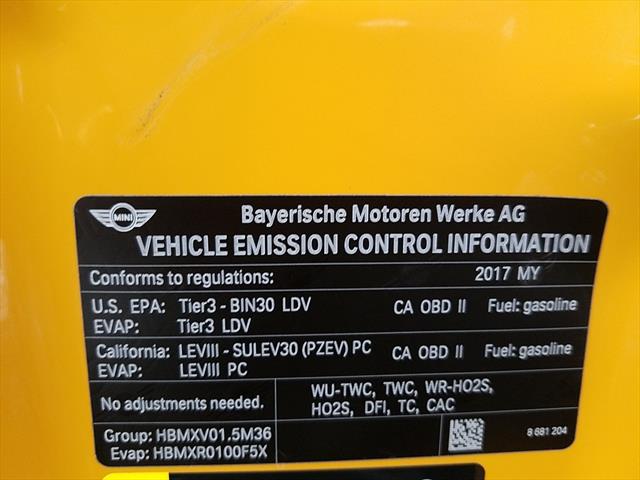 MINI
Bayerische Motoren Werke AG
VEHICLE EMISSION CONTROL INFORMATION
Conforms to regulations: 2017 MY
U.S. EPA: Tier3 - BIN30 LDV CA OBD II Fuel: gasoline
EVAP: Tier3 LDV
California: LEVIII - SULEV30 (PZEV) PC CA OBD II Fuel: gasoline
EVAP: LEVIII PC
No adjustments needed.
WU-TWC, TWC, WR-HO2S,
HO2S, DFI, TC, CAC
Group: HBMXV01.5M36
Evap: HBMXR0100F5X
8 681 204